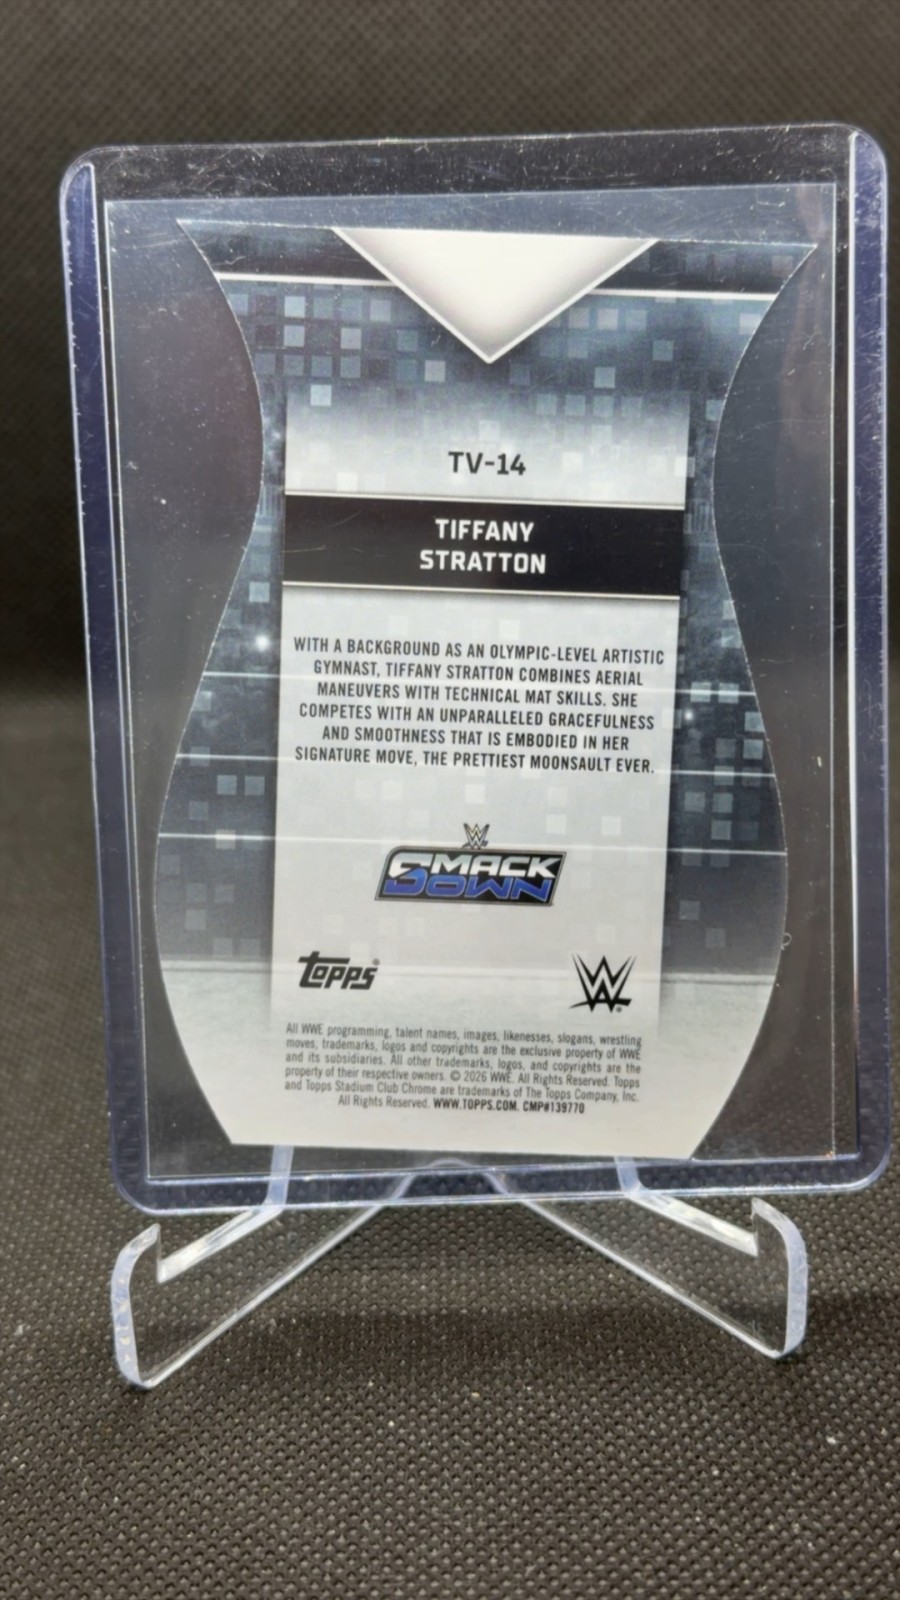 TV-14
TIFFANY
STRATTON
WITH A BACKGROUND AS AN OLYMPIC-LEVEL ARTISTIC
GYMNAST, TIFFANY STRATTON COMBINES AERIAL
MANEUVERS WITH TECHNICAL MAT SKILLS. SHE
COMPETES WITH AN UNPARALLELED GRACEFULNESS
AND SMOOTHNESS THAT IS EMBODIED IN HER
SIGNATURE MOVE, THE PRETTIEST MOONSAULT EVER.
W
SMACK
DOWN
topps® W®
All WWE programming, talent names, images, likenesses, slogans, wrestling
moves, trademarks, logos and copyrights are the exclusive property of WWE
and its subsidiaries. All other trademarks, logos, and copyrights are the
property of their respective owners. © 2026 WWE. All Rights Reserved. Topps
and Topps Stadium Club Chrome are trademarks of The Topps Company, Inc.
All Rights Reserved. WWW.TOPPS.COM. CMP#139770